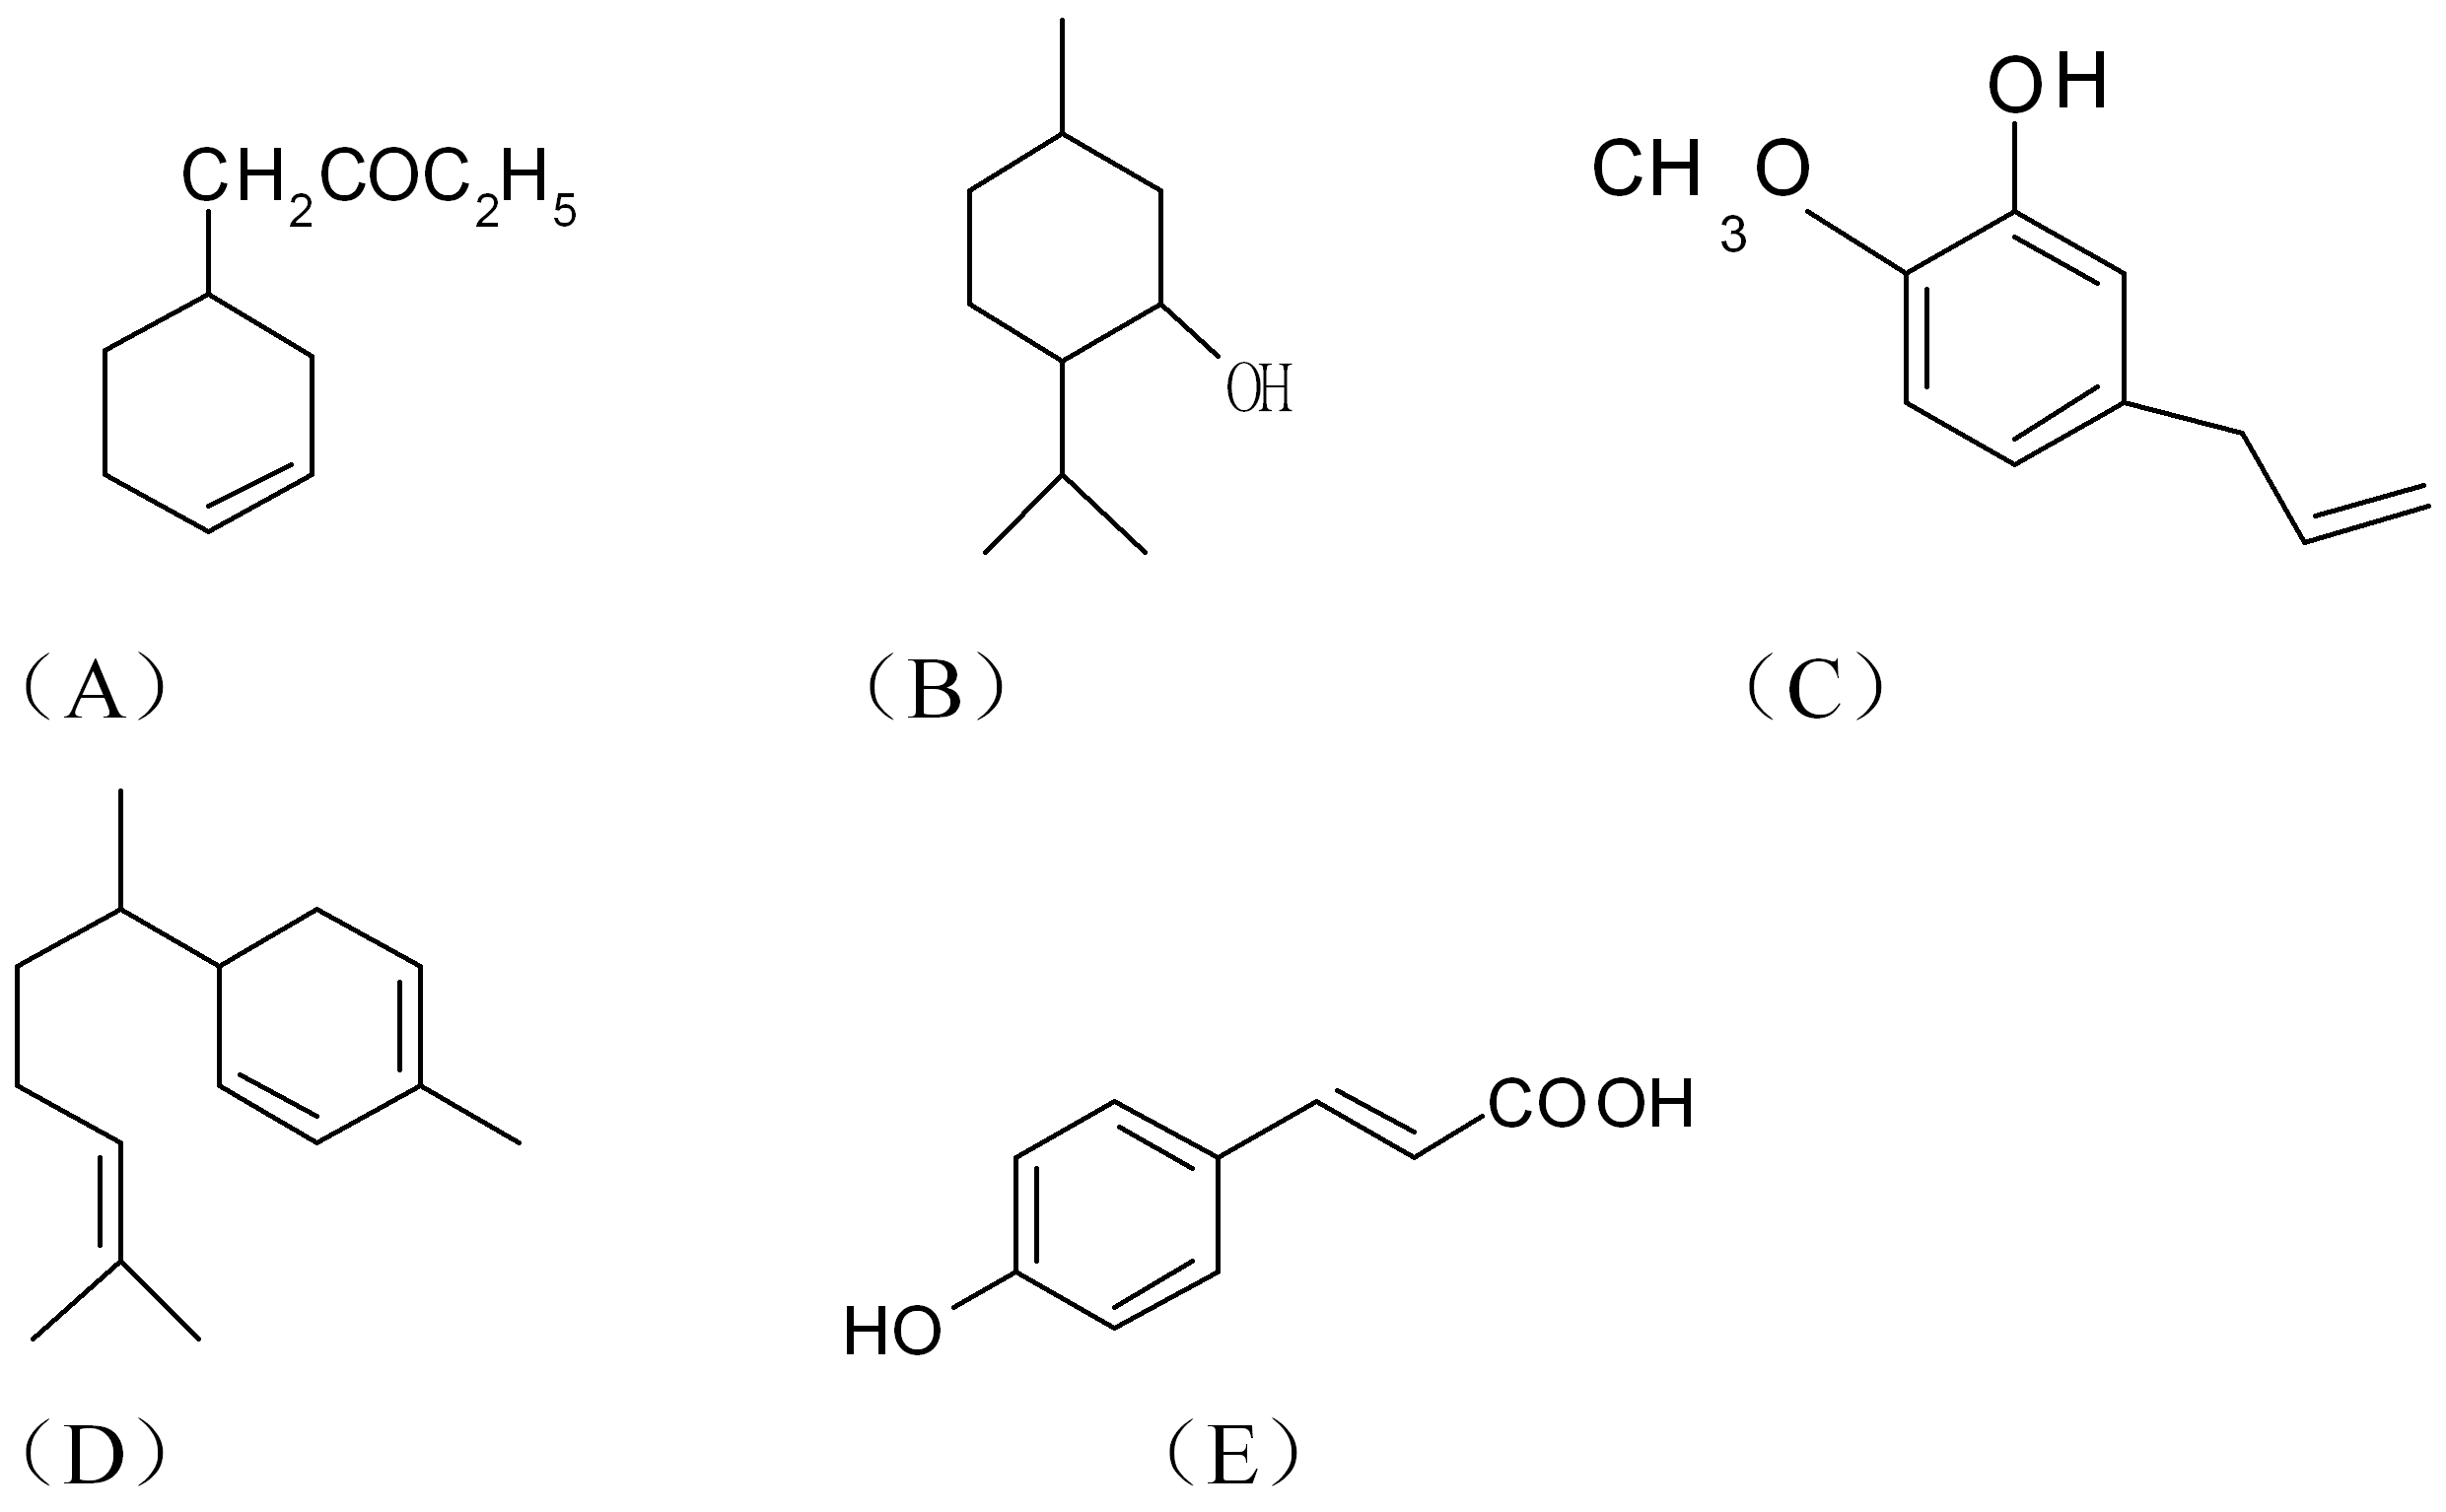 OH
CH₃O
CH₂COC₂H₅
OH
(A) (B) (C)
COOH
HO
(D) (E)